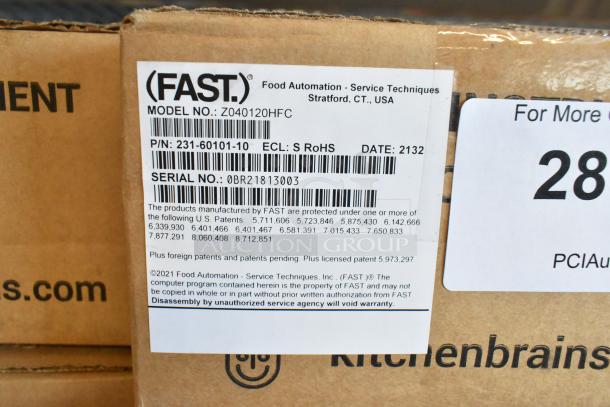 MENT
(FAST.)®
Food Automation - Service Techniques
Stratford, CT., USA
MODEL NO.: Z040120HFC
P/N: 231-60101-10 ECL: S RoHS DATE: 2132
SERIAL NO.: 0BR21813003
The products manufactured by FAST are protected under one or more of
the following U.S. Patents. 5,711,606 5,723,846 5,875,430 6,142,666
6,339,930 6,401,466 6,401,467 6,581,391 7,015,433 7,650,833
7,877,291 8,060,408 8,712,851
AUCTION GROUP
Plus foreign patents and patents pending. Plus licensed patent 5,973,297
©2021 Food Automation - Service Techniques, Inc. (FAST.)® The
computer program contained herein is the property of FAST and may not
be copied in whole or in part without prior written authorization from FAST
Disassembly by unauthorized service agency will void warranty.
For More
28
PCIAu
s.com
kitchenbrains